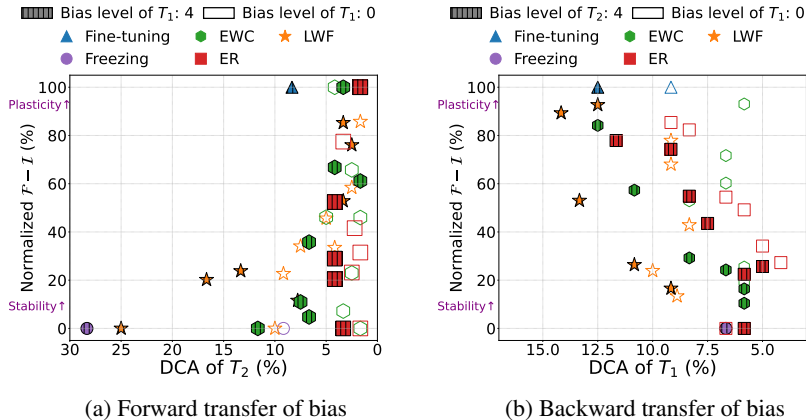 Bias level of T₁: 4 Bias level of T₁: 0
Fine-tuning EWC LWF
Freezing ER
Normalized 𝓕 − 𝓘 (%)
Plasticity↑
Stability↑
100
80
60
40
20
0
30 25 20 15 10 5 0
DCA of T₂ (%)
(a) Forward transfer of bias
Bias level of T₂: 4 Bias level of T₂: 0
Fine-tuning EWC LWF
Freezing ER
Normalized 𝓕 − 𝓘 (%)
Plasticity↑
Stability↑
100
80
60
40
20
0
15.0 12.5 10.0 7.5 5.0
DCA of T₁ (%)
(b) Backward transfer of bias